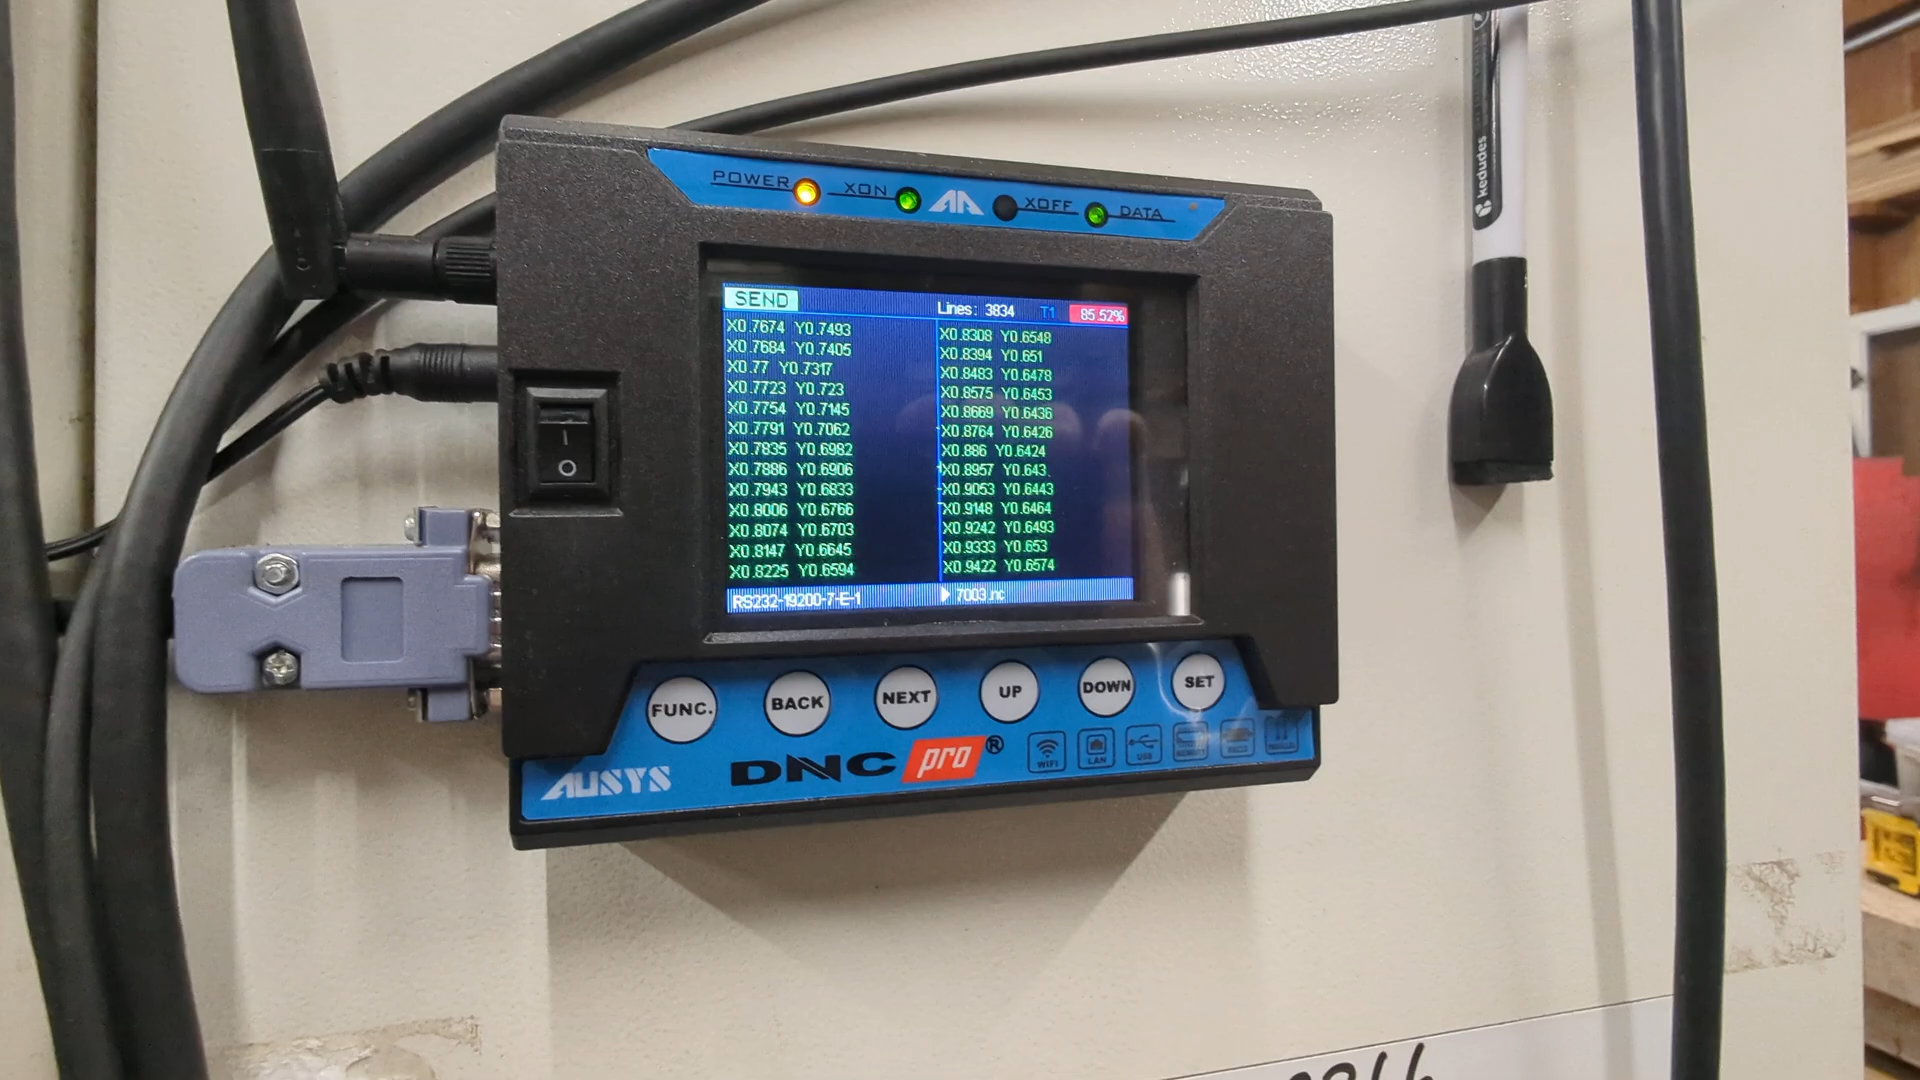 kedudes
POWER XON XOFF DATA
SEND Lines: 3834 T1 85.52%
X0.7674 Y0.7493
X0.7684 Y0.7405
X0.77 Y0.7317
X0.7723 Y0.723
X0.7754 Y0.7145
X0.7791 Y0.7062
X0.7835 Y0.6982
X0.7886 Y0.6906
X0.7943 Y0.6833
X0.8006 Y0.6766
X0.8074 Y0.6703
X0.8147 Y0.6645
X0.8225 Y0.6594
X0.8308 Y0.6548
X0.8394 Y0.651
X0.8483 Y0.6478
X0.8575 Y0.6453
X0.8669 Y0.6436
X0.8764 Y0.6426
X0.886 Y0.6424
X0.8957 Y0.643
X0.9053 Y0.6443
X0.9148 Y0.6464
X0.9242 Y0.6493
X0.9333 Y0.653
X0.9422 Y0.6574
RS232-19200-7-E-1 7003.nc
FUNC. BACK NEXT UP DOWN SET
AUSYS DNC pro®
WIFI LAN USB